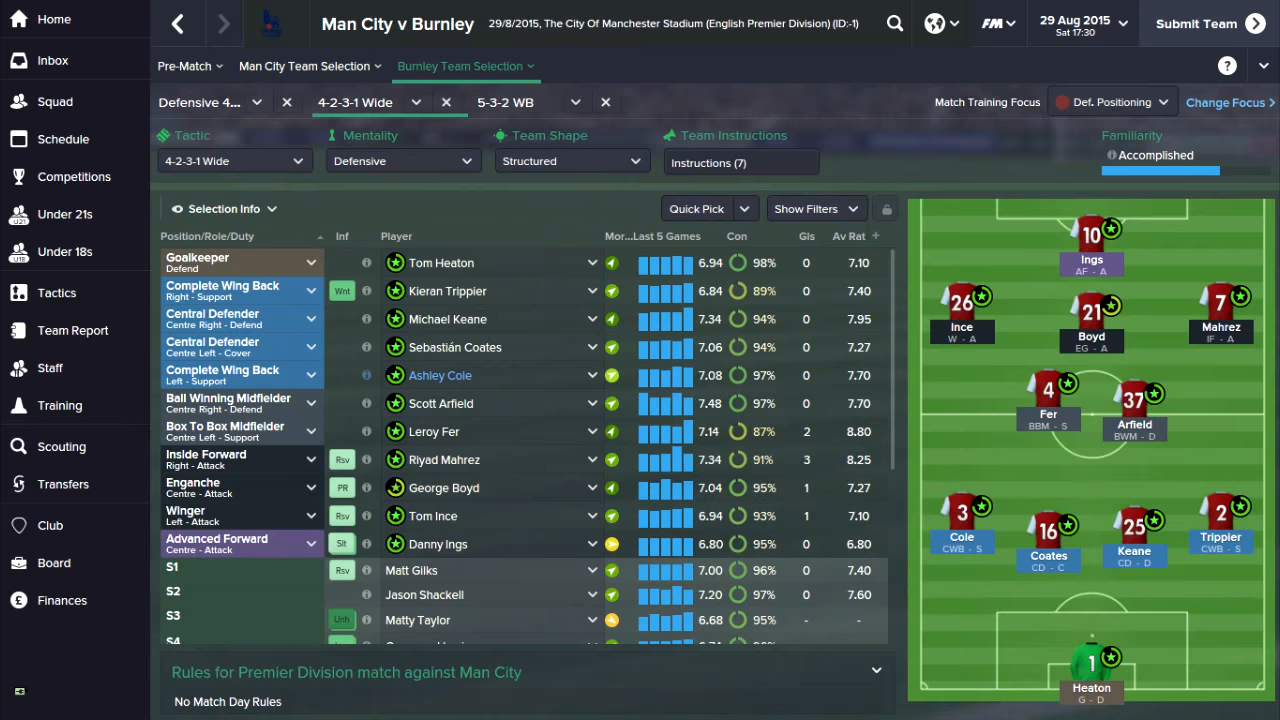 Home
Inbox
Squad
Schedule
Competitions
Under 21s
Under 18s
Tactics
Team Report
Staff
Training
Scouting
Transfers
Club
Board
Finances
Man City v Burnley 29/8/2015, The City Of Manchester Stadium (English Premier Division) (ID:-1) FM 29 Aug 2015 Submit Team
Sat 17:30
Pre-Match Man City Team Selection Burnley Team Selection ?
Defensive 4... 4-2-3-1 Wide 5-3-2 WB Match Training Focus Def. Positioning Change Focus
Tactic Mentality Team Shape Team Instructions Familiarity
4-2-3-1 Wide Defensive Structured Instructions (7) Accomplished
Selection Info Quick Pick Show Filters
Position/Role/Duty Inf Player Mor... Last 5 Games Con Gls Av Rat
Goalkeeper
Defend
Tom Heaton 6.94 98% 0 7.10
Complete Wing Back
Right - Support
Wnt Kieran Trippier 6.84 89% 0 7.40
Central Defender
Centre Right - Defend
Michael Keane 7.34 94% 0 7.95
Central Defender
Centre Left - Cover
Sebastián Coates 7.06 94% 0 7.27
Complete Wing Back
Left - Support
Ashley Cole 7.08 97% 0 7.70
Ball Winning Midfielder
Centre Right - Defend
Scott Arfield 7.48 97% 0 7.70
Box To Box Midfielder
Centre Left - Support
Leroy Fer 7.14 87% 2 8.80
Inside Forward
Right - Attack
Rsv Riyad Mahrez 7.34 91% 3 8.25
Enganche
Centre - Attack
PR George Boyd 7.04 95% 1 7.27
Winger
Left - Attack
Rsv Tom Ince 6.94 93% 1 7.10
Advanced Forward
Centre - Attack
Slt Danny Ings 6.80 95% 0 6.80
S1 Rsv Matt Gilks 7.00 96% 0 7.40
S2 Jason Shackell 7.20 97% 0 7.60
S3 Unh Matty Taylor 6.68 95% - -
S4
Rules for Premier Division match against Man City
No Match Day Rules
10
Ings
AF - A
26
Ince
W - A
21
Boyd
EG - A
7
Mahrez
IF - A
4
Fer
BBM - S
37
Arfield
BWM - D
3
Cole
CWB - S
16
Coates
CD - C
25
Keane
CD - D
2
Trippier
CWB - S
1
Heaton
G - D